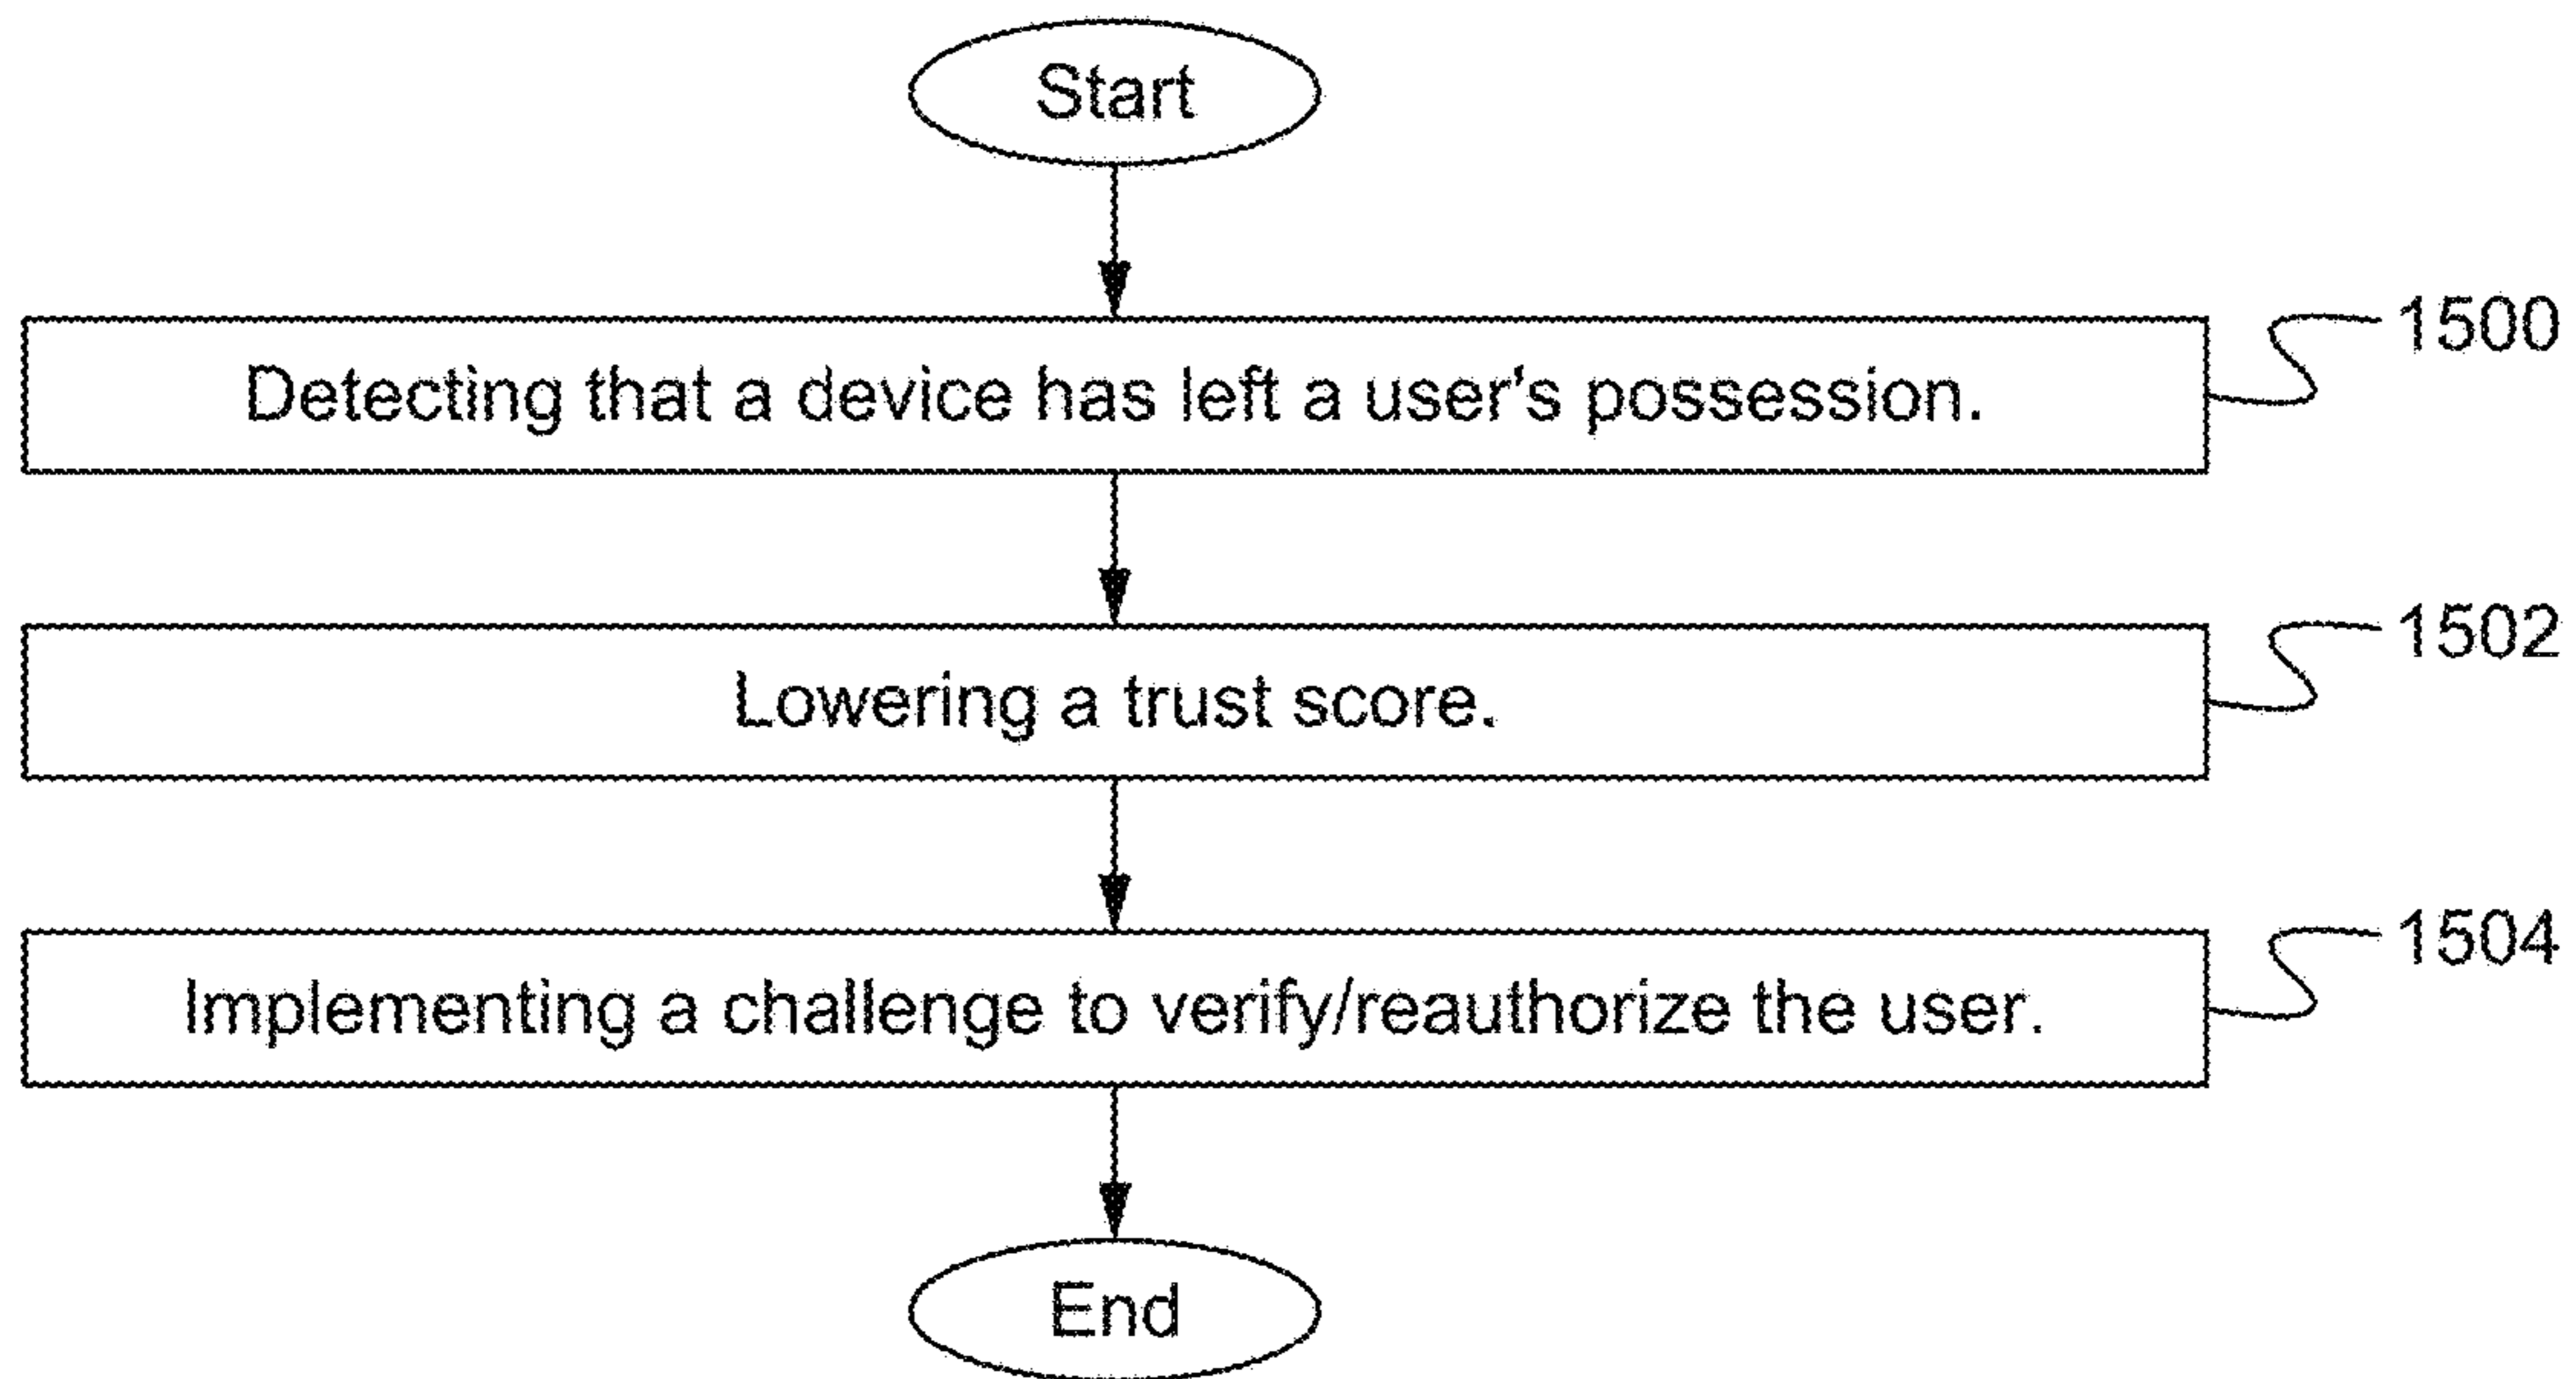 Start
1500
Detecting that a device has left a user's possession.
1502
Lowering a trust score.
1504
Implementing a challenge to verify/reauthorize the user.
End